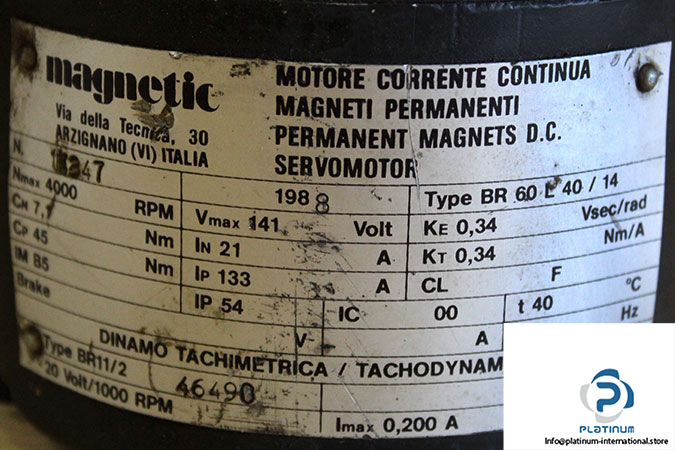 magnetic
Via della Tecnica, 30
ARZIGNANO (VI) ITALIA
MOTORE CORRENTE CONTINUA
MAGNETI PERMANENTI
PERMANENT MAGNETS D.C.
SERVOMOTOR
N.
1988 Type BR 60 L 40 / 14
Nmax 4000 RPM Vmax 141 Volt KE 0,34 Vsec/rad
CN 7,1 Nm IN 21 A KT 0,34 Nm/A
CP 45 Nm IP 133 A CL F °C
IM B5 IP 54 IC 00 t 40 Hz
Brake V A
DINAMO TACHIMETRICA / TACHODYNAM
Type BR11/2 46490
20 Volt/1000 RPM Imax 0,200 A
PLATINUM
Email:info@platinum-international.store